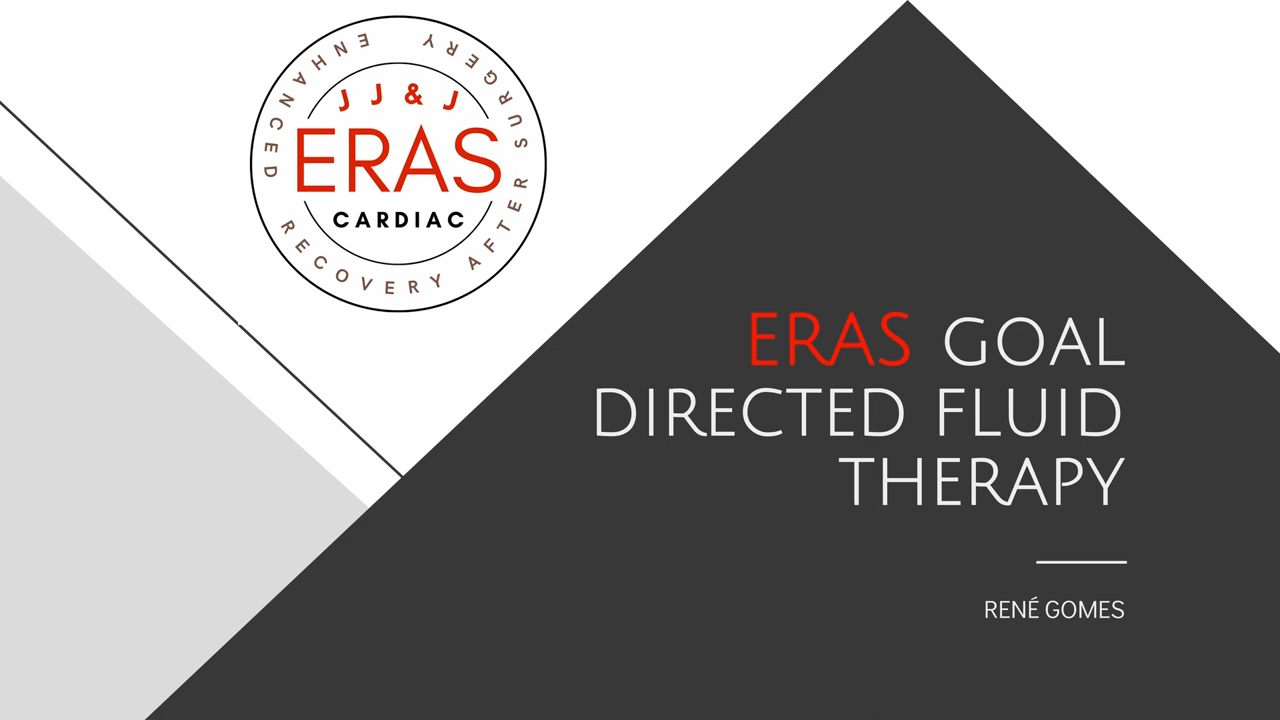 ENHANCED RECOVERY AFTER SURGERY
JJ&J
ERAS
CARDIAC
ERAS GOAL
DIRECTED FLUID
THERAPY
RENÉ GOMES